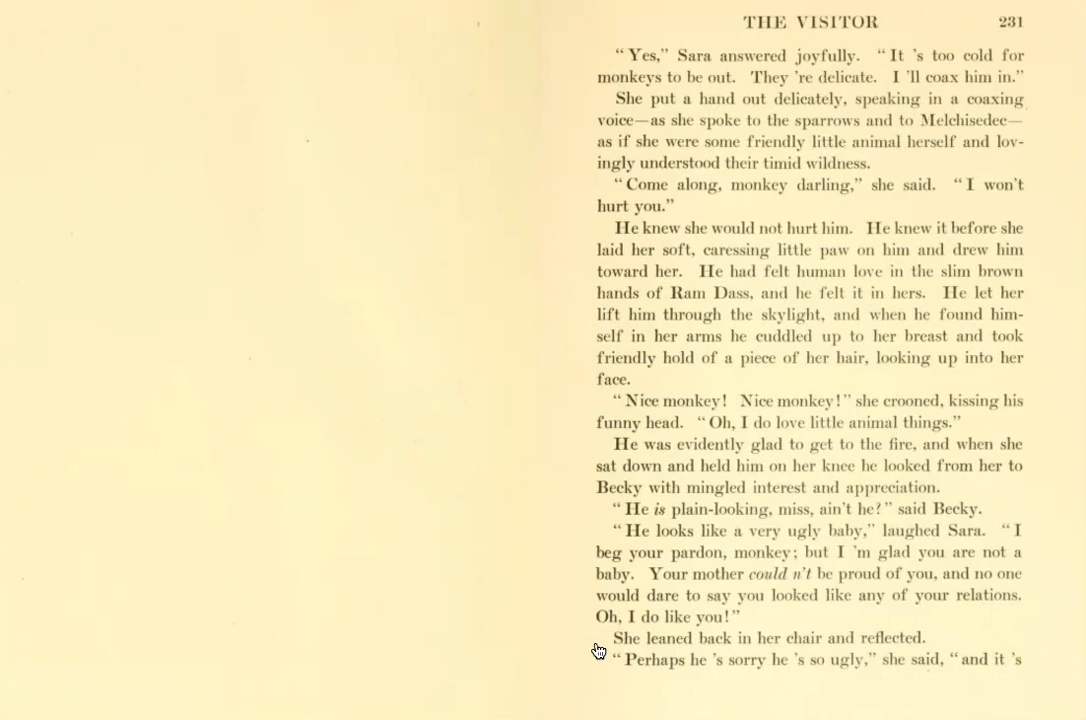 THE VISITOR 231
“Yes,” Sara answered joyfully. “It ’s too cold for
monkeys to be out. They ’re delicate. I ’ll coax him in.”
She put a hand out delicately, speaking in a coaxing
voice—as she spoke to the sparrows and to Melchisedec—
as if she were some friendly little animal herself and lov-
ingly understood their timid wildness.
“Come along, monkey darling,” she said. “I won’t
hurt you.”
He knew she would not hurt him. He knew it before she
laid her soft, caressing little paw on him and drew him
toward her. He had felt human love in the slim brown
hands of Ram Dass, and he felt it in hers. He let her
lift him through the skylight, and when he found him-
self in her arms he cuddled up to her breast and took
friendly hold of a piece of her hair, looking up into her
face.
“Nice monkey! Nice monkey!” she crooned, kissing his
funny head. “Oh, I do love little animal things.”
He was evidently glad to get to the fire, and when she
sat down and held him on her knee he looked from her to
Becky with mingled interest and appreciation.
“He is plain-looking, miss, ain’t he?” said Becky.
“He looks like a very ugly baby,” laughed Sara. “I
beg your pardon, monkey; but I ’m glad you are not a
baby. Your mother could n’t be proud of you, and no one
would dare to say you looked like any of your relations.
Oh, I do like you!”
She leaned back in her chair and reflected.
“Perhaps he ’s sorry he ’s so ugly,” she said, “and it ’s